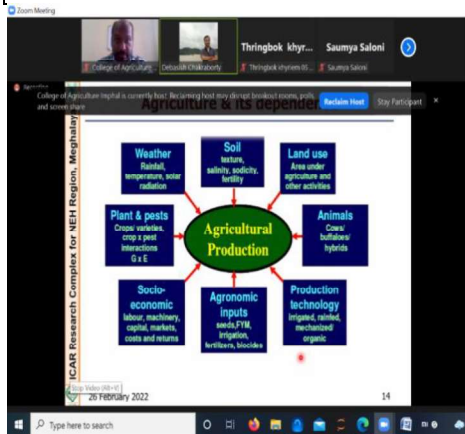 Zoom Meeting
College of Agriculture...
Debasish Chakraborty
Thringbok khyr...
Saumya Saloni
Thringbok khyriem 05...
Saumya Saloni
College of Agriculture Imphal is currently host. Reclaiming host may disrupt breakout rooms, polls,
and screen share
Reclaim Host
Stay Participant
Agriculture & its depende
ICAR Research Complex for NEH Region, Meghalay
Weather
Rainfall,
temperature, solar
radiation
Soil
texture,
salinity, sodicity,
fertility
Land use
Area under
agriculture and
other activities
Plant & pests
Crops/ varieties,
crop x pest
interactions
G x E
Agricultural
Production
Animals
Cows/
buffaloes/
hybrids
Socio-
economic
labour, machinery,
capital, markets,
costs and returns
Agronomic
inputs
seeds,FYM,
irrigation,
fertilizers, biocides
Production
technology
irrigated, rainfed,
mechanized
organic
Stop Video (Alt+V)
26 February 2022
14
Type here to search